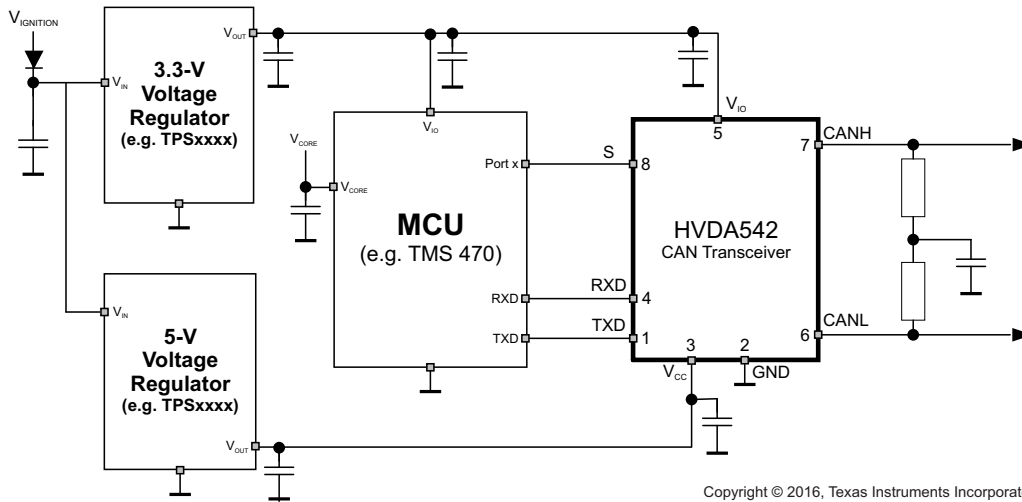 VIGNITION
VIN
VOUT
3.3-V
Voltage
Regulator
(e.g. TPSxxxx)
VIO
VCORE
VCORE
Port x
MCU
(e.g. TMS 470)
RXD
TXD
S
RXD
TXD
VIO
5
8
7
CANH
HVDA542
CAN Transceiver
4
1
3
2
6
CANL
VCC
GND
VIN
5-V
Voltage
Regulator
(e.g. TPSxxxx)
VOUT
Copyright © 2016, Texas Instruments Incorporat